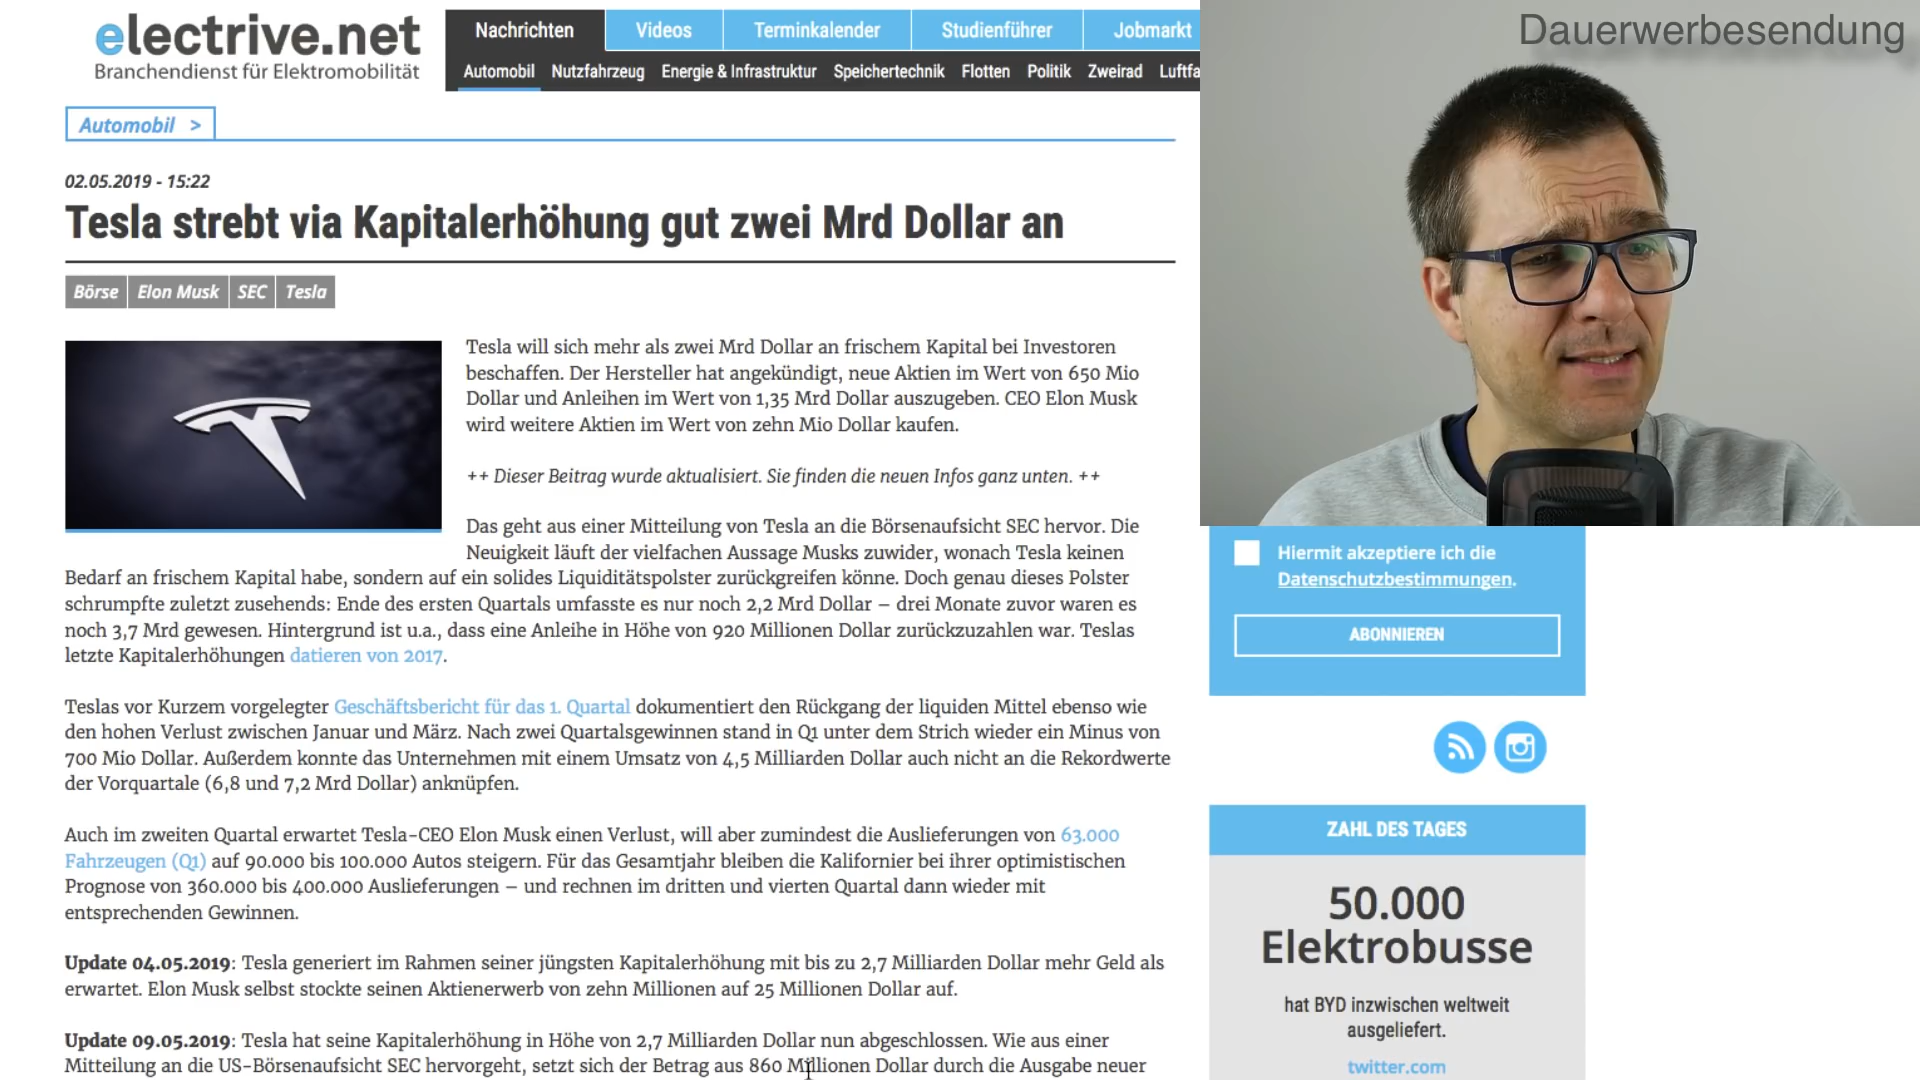 electrive.net
Branchendienst für Elektromobilität
Nachrichten Videos Terminkalender Studienführer Jobmarkt
Automobil Nutzfahrzeug Energie & Infrastruktur Speichertechnik Flotten Politik Zweirad Luftfa
Dauerwerbesendung
Automobil >
02.05.2019 - 15:22
Tesla strebt via Kapitalerhöhung gut zwei Mrd Dollar an
Börse Elon Musk SEC Tesla
Tesla will sich mehr als zwei Mrd Dollar an frischem Kapital bei Investoren
beschaffen. Der Hersteller hat angekündigt, neue Aktien im Wert von 650 Mio
Dollar und Anleihen im Wert von 1,35 Mrd Dollar auszugeben. CEO Elon Musk
wird weitere Aktien im Wert von zehn Mio Dollar kaufen.
++ Dieser Beitrag wurde aktualisiert. Sie finden die neuen Infos ganz unten. ++
Das geht aus einer Mitteilung von Tesla an die Börsenaufsicht SEC hervor. Die
Neuigkeit läuft der vielfachen Aussage Musks zuwider, wonach Tesla keinen
Bedarf an frischem Kapital habe, sondern auf ein solides Liquiditätspolster zurückgreifen könne. Doch genau dieses Polster
schrumpfte zuletzt zusehends: Ende des ersten Quartals umfasste es nur noch 2,2 Mrd Dollar – drei Monate zuvor waren es
noch 3,7 Mrd gewesen. Hintergrund ist u.a., dass eine Anleihe in Höhe von 920 Millionen Dollar zurückzuzahlen war. Teslas
letzte Kapitalerhöhungen datieren von 2017.
Teslas vor Kurzem vorgelegter Geschäftsbericht für das 1. Quartal dokumentiert den Rückgang der liquiden Mittel ebenso wie
den hohen Verlust zwischen Januar und März. Nach zwei Quartalsgewinnen stand in Q1 unter dem Strich wieder ein Minus von
700 Mio Dollar. Außerdem konnte das Unternehmen mit einem Umsatz von 4,5 Milliarden Dollar auch nicht an die Rekordwerte
der Vorquartale (6,8 und 7,2 Mrd Dollar) anknüpfen.
Auch im zweiten Quartal erwartet Tesla-CEO Elon Musk einen Verlust, will aber zumindest die Auslieferungen von 63.000
Fahrzeugen (Q1) auf 90.000 bis 100.000 Autos steigern. Für das Gesamtjahr bleiben die Kalifornier bei ihrer optimistischen
Prognose von 360.000 bis 400.000 Auslieferungen – und rechnen im dritten und vierten Quartal dann wieder mit
entsprechenden Gewinnen.
Update 04.05.2019: Tesla generiert im Rahmen seiner jüngsten Kapitalerhöhung mit bis zu 2,7 Milliarden Dollar mehr Geld als
erwartet. Elon Musk selbst stockte seinen Aktienerwerb von zehn Millionen auf 25 Millionen Dollar auf.
Update 09.05.2019: Tesla hat seine Kapitalerhöhung in Höhe von 2,7 Milliarden Dollar nun abgeschlossen. Wie aus einer
Mitteilung an die US-Börsenaufsicht SEC hervorgeht, setzt sich der Betrag aus 860 Millionen Dollar durch die Ausgabe neuer
Hiermit akzeptiere ich die
Datenschutzbestimmungen.
ABONNIEREN
ZAHL DES TAGES
50.000
Elektrobusse
hat BYD inzwischen weltweit
ausgeliefert.
twitter.com